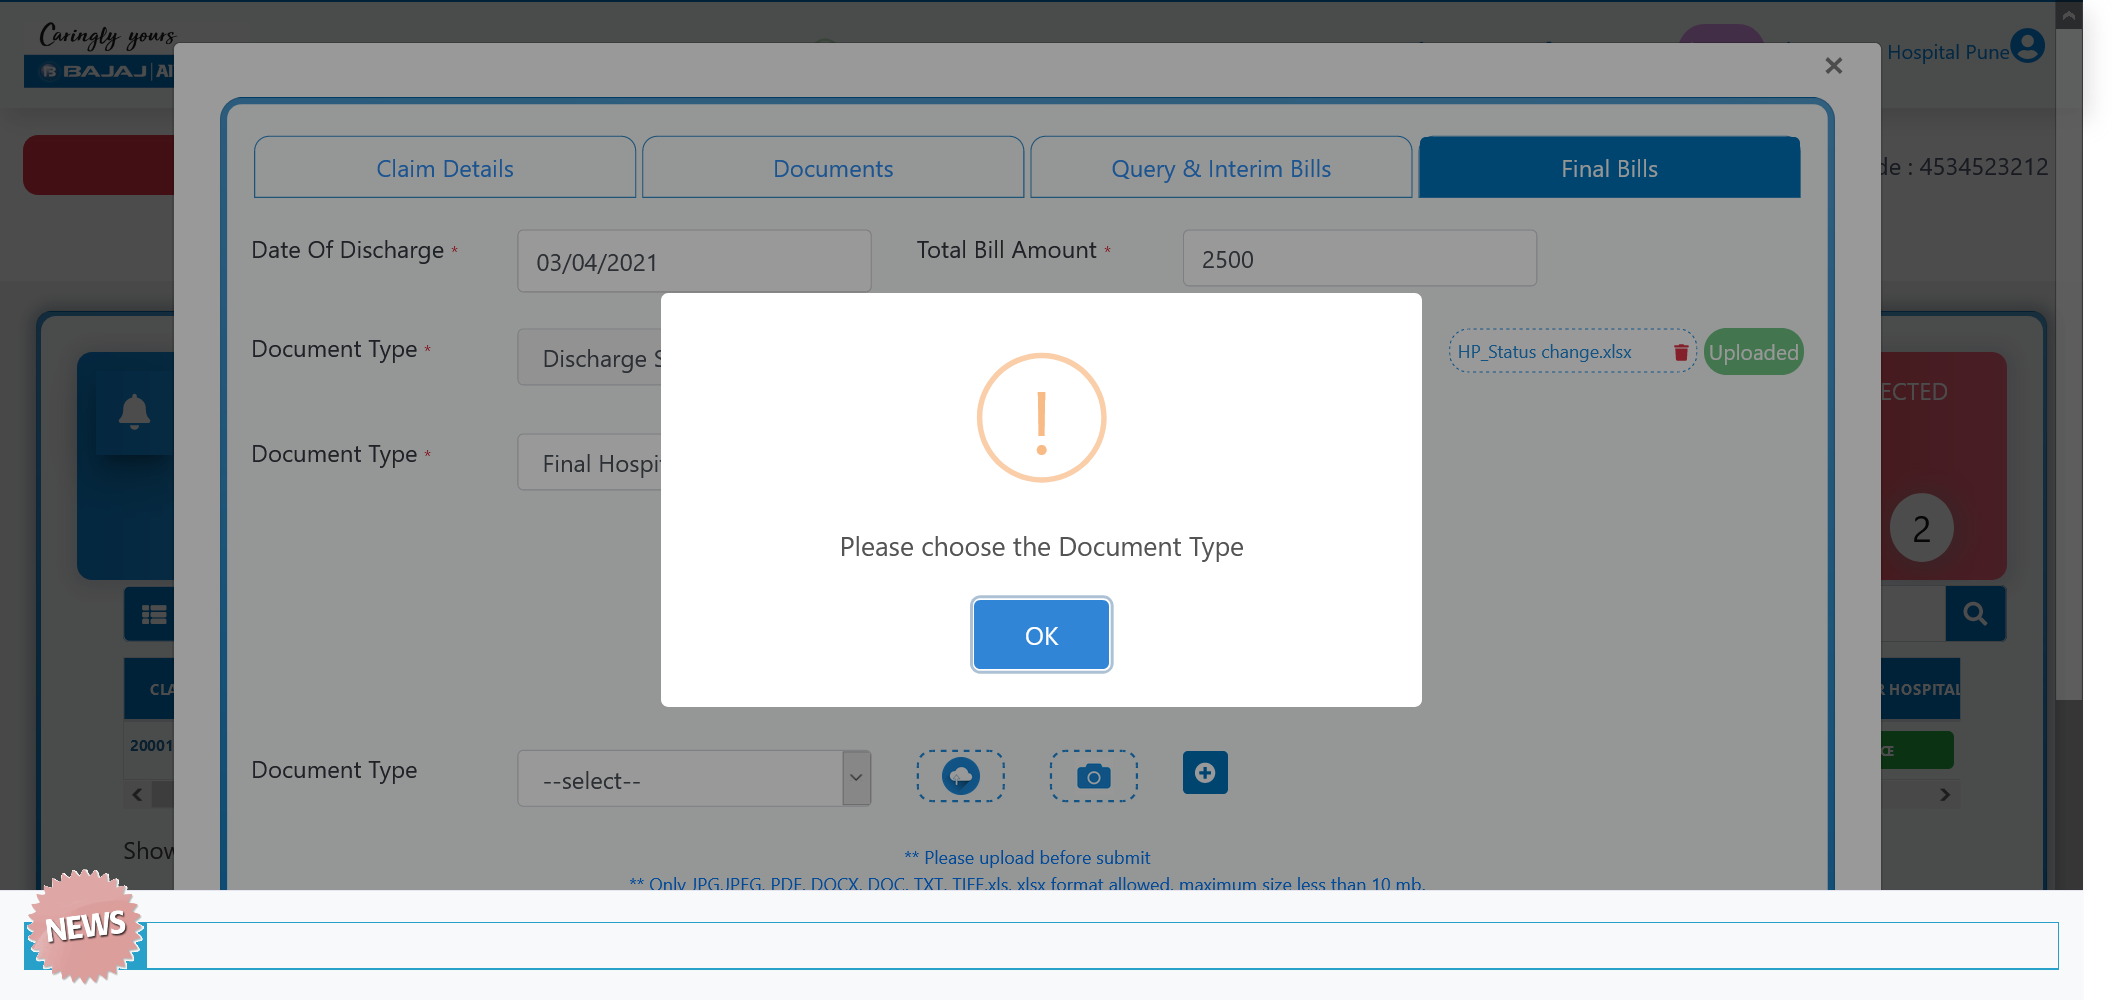 Caringly yours
BAJAJ
Hospital Pune
Claim Details
Documents
Query & Interim Bills
Final Bills
de : 4534523212
Date Of Discharge *
03/04/2021
Total Bill Amount *
2500
Document Type *
Discharge S
HP_Status change.xlsx
Uploaded
ECTED
Document Type *
Final Hospi
2
Please choose the Document Type
OK
CLA
R HOSPITAL
20001
CE
Document Type
--select--
Show
** Please upload before submit
** Only JPG,JPEG, PDF, DOCX, DOC, TXT, TIFF,xls, xlsx format allowed, maximum size less than 10 mb.
NEWS